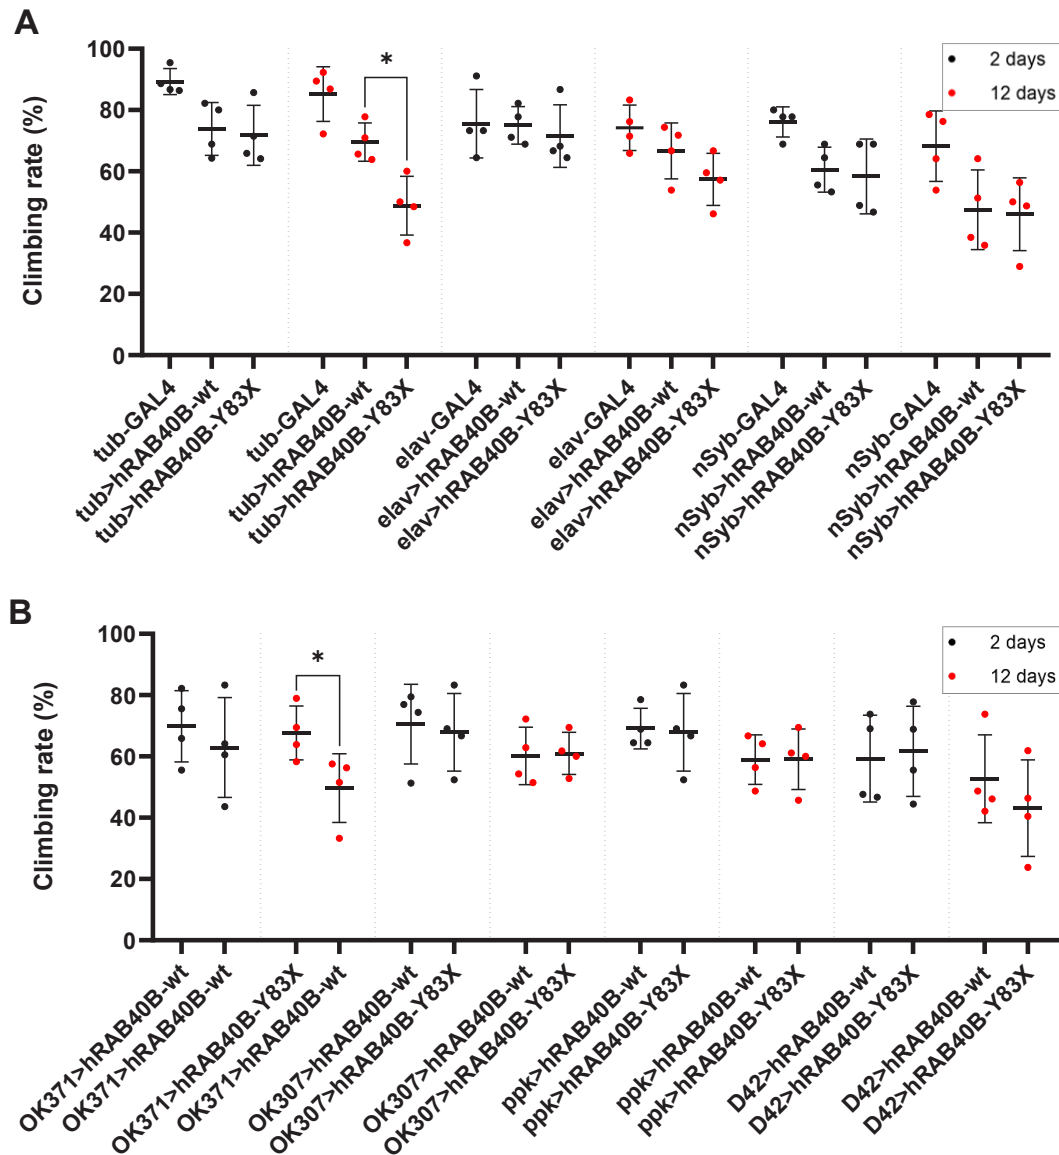 A
100
80
60
40
20
0
Climbing rate (%)
*
2 days
12 days
tub-GAL4
tub>hRAB40B-wt
tub>hRAB40B-Y83X
tub-GAL4
tub>hRAB40B-wt
tub>hRAB40B-Y83X
elav-GAL4
elav>hRAB40B-wt
elav>hRAB40B-Y83X
elav-GAL4
elav>hRAB40B-wt
elav>hRAB40B-Y83X
nSyb-GAL4
nSyb>hRAB40B-wt
nSyb>hRAB40B-Y83X
nSyb-GAL4
nSyb>hRAB40B-wt
nSyb>hRAB40B-Y83X
B
100
80
60
40
20
0
Climbing rate (%)
*
2 days
12 days
OK371>hRAB40B-wt
OK371>hRAB40B-wt
OK371>hRAB40B-Y83X
OK371>hRAB40B-wt
OK307>hRAB40B-wt
OK307>hRAB40B-Y83X
OK307>hRAB40B-wt
OK307>hRAB40B-Y83X
ppk>hRAB40B-wt
ppk>hRAB40B-Y83X
ppk>hRAB40B-wt
ppk>hRAB40B-Y83X
D42>hRAB40B-wt
D42>hRAB40B-Y83X
D42>hRAB40B-wt
D42>hRAB40B-Y83X